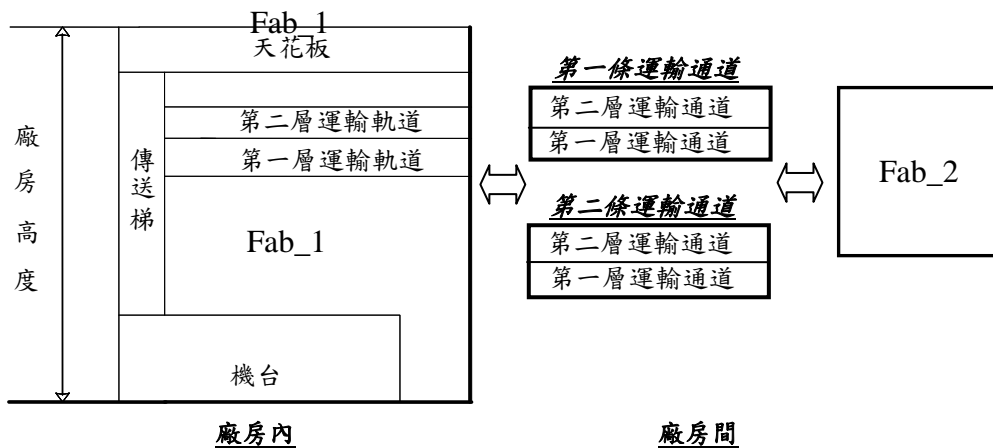 Fab_1
天花板
第二層運輸軌道
第一層運輸軌道
廠房高度
傳送梯
Fab_1
機台
廠房內
第一條運輸通道
第二層運輸通道
第一層運輸通道
第二條運輸通道
第二層運輸通道
第一層運輸通道
廠房間
Fab_2